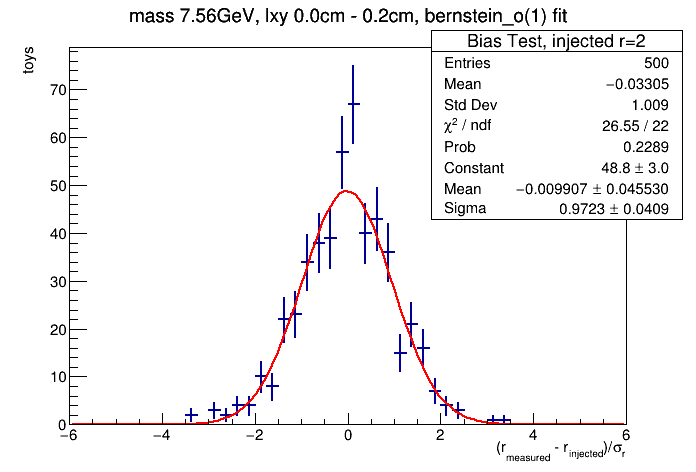 mass 7.56GeV, lxy 0.0cm - 0.2cm, bernstein_o(1) fit
toys
Bias Test, injected r=2
Entries 500
Mean −0.03305
Std Dev 1.009
χ² / ndf 26.55 / 22
Prob 0.2289
Constant 48.8 ± 3.0
Mean −0.009907 ± 0.045530
Sigma 0.9723 ± 0.0409
70
60
50
40
30
20
10
0
−6 −4 −2 0 2 4 6
(r_measured - r_injected)/σ_r